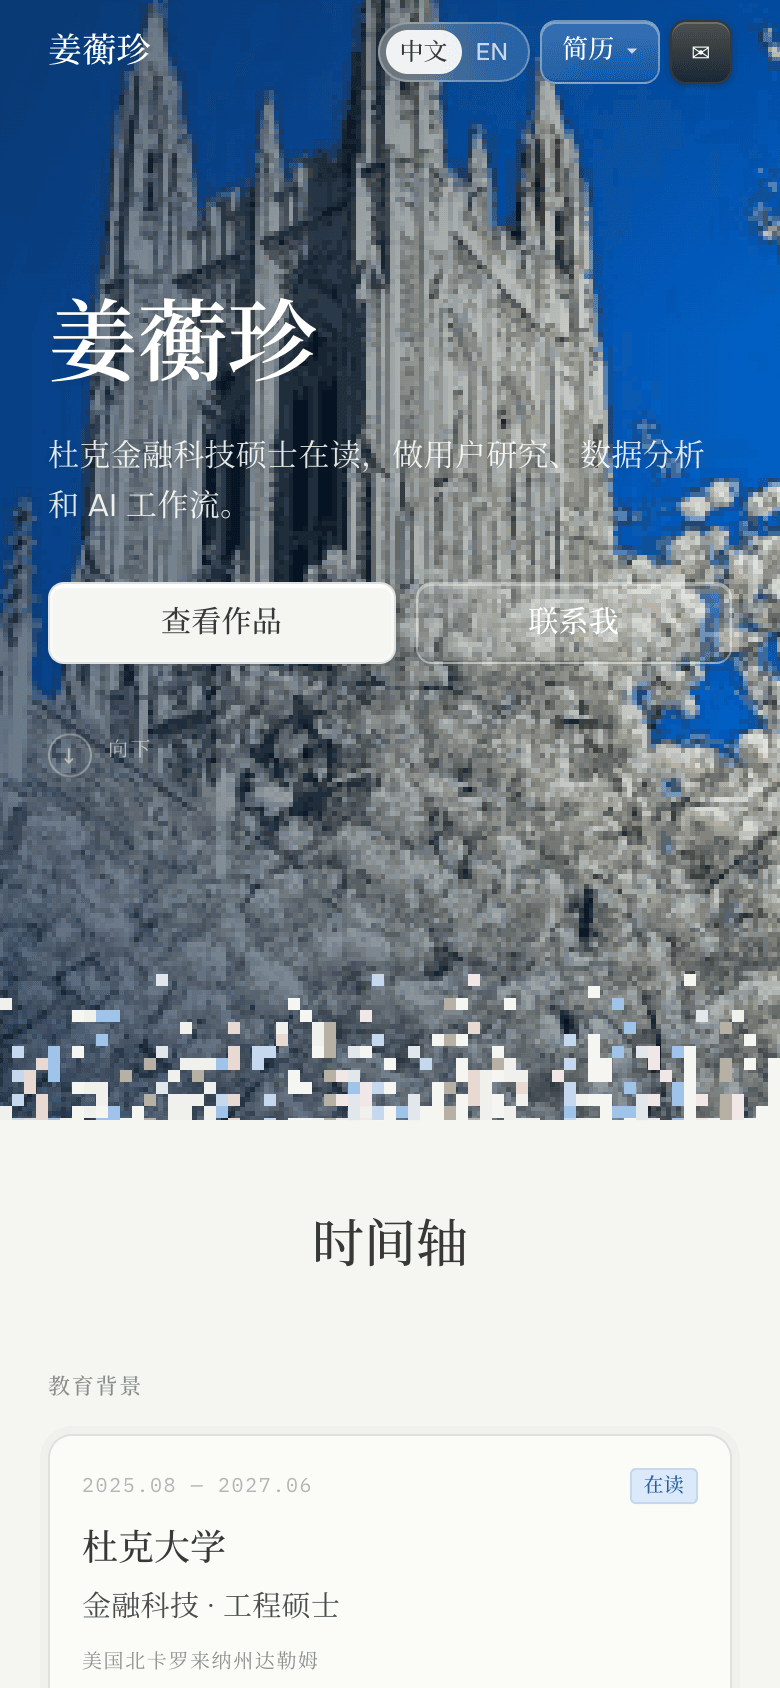 姜蘅珍
中文 EN 简历
姜蘅珍
杜克金融科技硕士在读，做用户研究、数据分析
和 AI 工作流。
查看作品 联系我
↓ 向下
时间轴
教育背景
2025.08 — 2027.06 在读
杜克大学
金融科技 · 工程硕士
美国北卡罗来纳州达勒姆